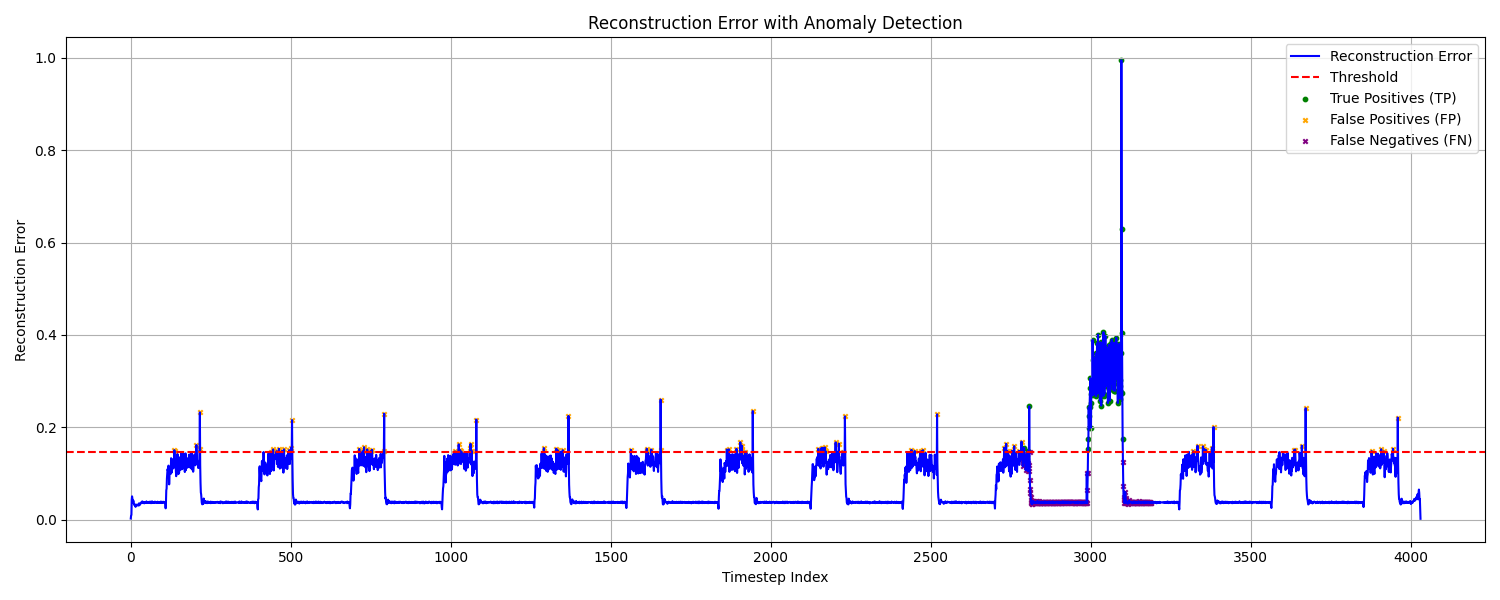 Reconstruction Error with Anomaly Detection
Reconstruction Error
1.0
0.8
0.6
0.4
0.2
0.0
Reconstruction Error
Threshold
True Positives (TP)
False Positives (FP)
False Negatives (FN)
0 500 1000 1500 2000 2500 3000 3500 4000
Timestep Index